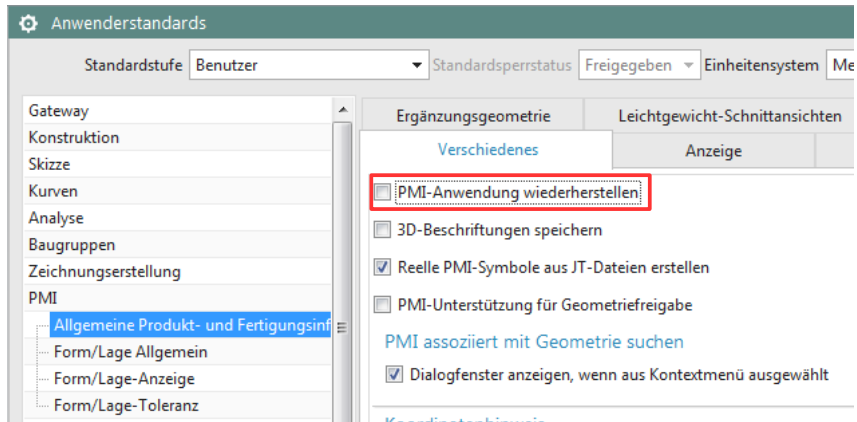 Anwenderstandards
Standardstufe Benutzer Standardsperrstatus Freigegeben Einheitensystem Me
Gateway
Konstruktion
Skizze
Kurven
Analyse
Baugruppen
Zeichnungserstellung
PMI
Allgemeine Produkt- und Fertigungsinf
Form/Lage Allgemein
Form/Lage-Anzeige
Form/Lage-Toleranz
Ergänzungsgeometrie Leichtgewicht-Schnittansichten
Verschiedenes Anzeige
PMI-Anwendung wiederherstellen
3D-Beschriftungen speichern
Reelle PMI-Symbole aus JT-Dateien erstellen
PMI-Unterstützung für Geometriefreigabe
PMI assoziiert mit Geometrie suchen
Dialogfenster anzeigen, wenn aus Kontextmenü ausgewählt